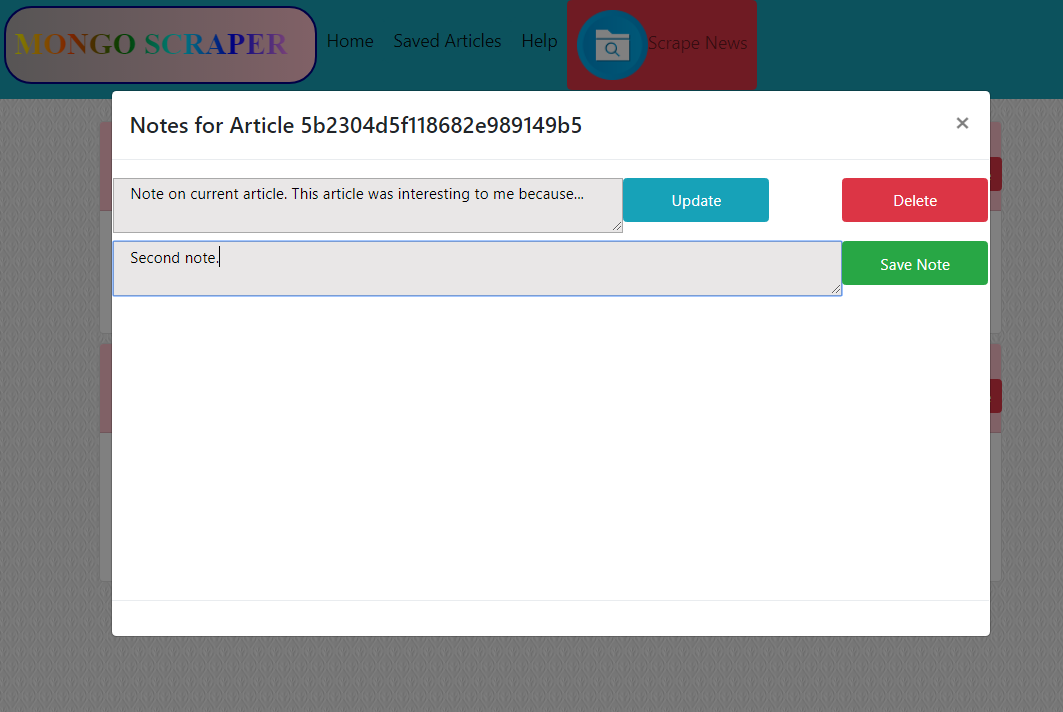 MONGO SCRAPER Home Saved Articles Help Scrape News
Notes for Article 5b2304d5f118682e989149b5 ×
Note on current article. This article was interesting to me because... Update Delete
Second note. Save Note